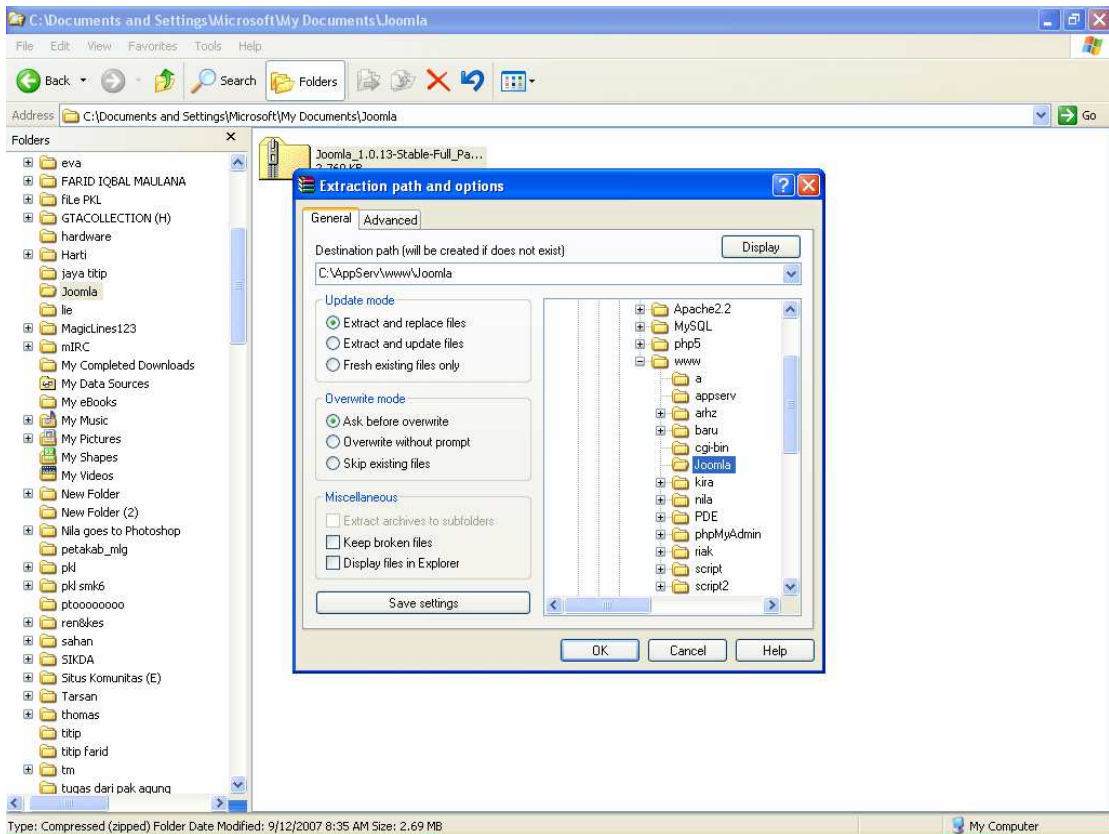 C:\Documents and Settings\Microsoft\My Documents\Joomla
File Edit View Favorites Tools Help
Back Search Folders
Address C:\Documents and Settings\Microsoft\My Documents\Joomla Go
Folders
eva
FARID IQBAL MAULANA
fiLe PKL
GTACOLLECTION (H)
hardware
Harti
jaya titip
Joomla
lie
MagicLines123
mIRC
My Completed Downloads
My Data Sources
My eBooks
My Music
My Pictures
My Shapes
My Videos
New Folder
New Folder (2)
Nila goes to Photoshop
petakab_mlg
pkl
pkl smk6
ptoooooooo
ren&kes
sahan
SIKDA
Situs Komunitas (E)
Tarsan
thomas
titip
titip farid
tm
tugas dari pak agung
Joomla_1.0.13-Stable-Full_Pa...
2,760 KB
Extraction path and options
General Advanced
Destination path (will be created if does not exist)
Display
C:\AppServ\www\Joomla
Update mode
Extract and replace files
Extract and update files
Fresh existing files only
Overwrite mode
Ask before overwrite
Overwrite without prompt
Skip existing files
Miscellaneous
Extract archives to subfolders
Keep broken files
Display files in Explorer
Save settings
Apache2.2
MySQL
php5
www
a
appserv
arhz
baru
cgi-bin
Joomla
kira
nila
PDE
phpMyAdmin
riak
script
script2
OK Cancel Help
Type: Compressed (zipped) Folder Date Modified: 9/12/2007 8:35 AM Size: 2.69 MB My Computer